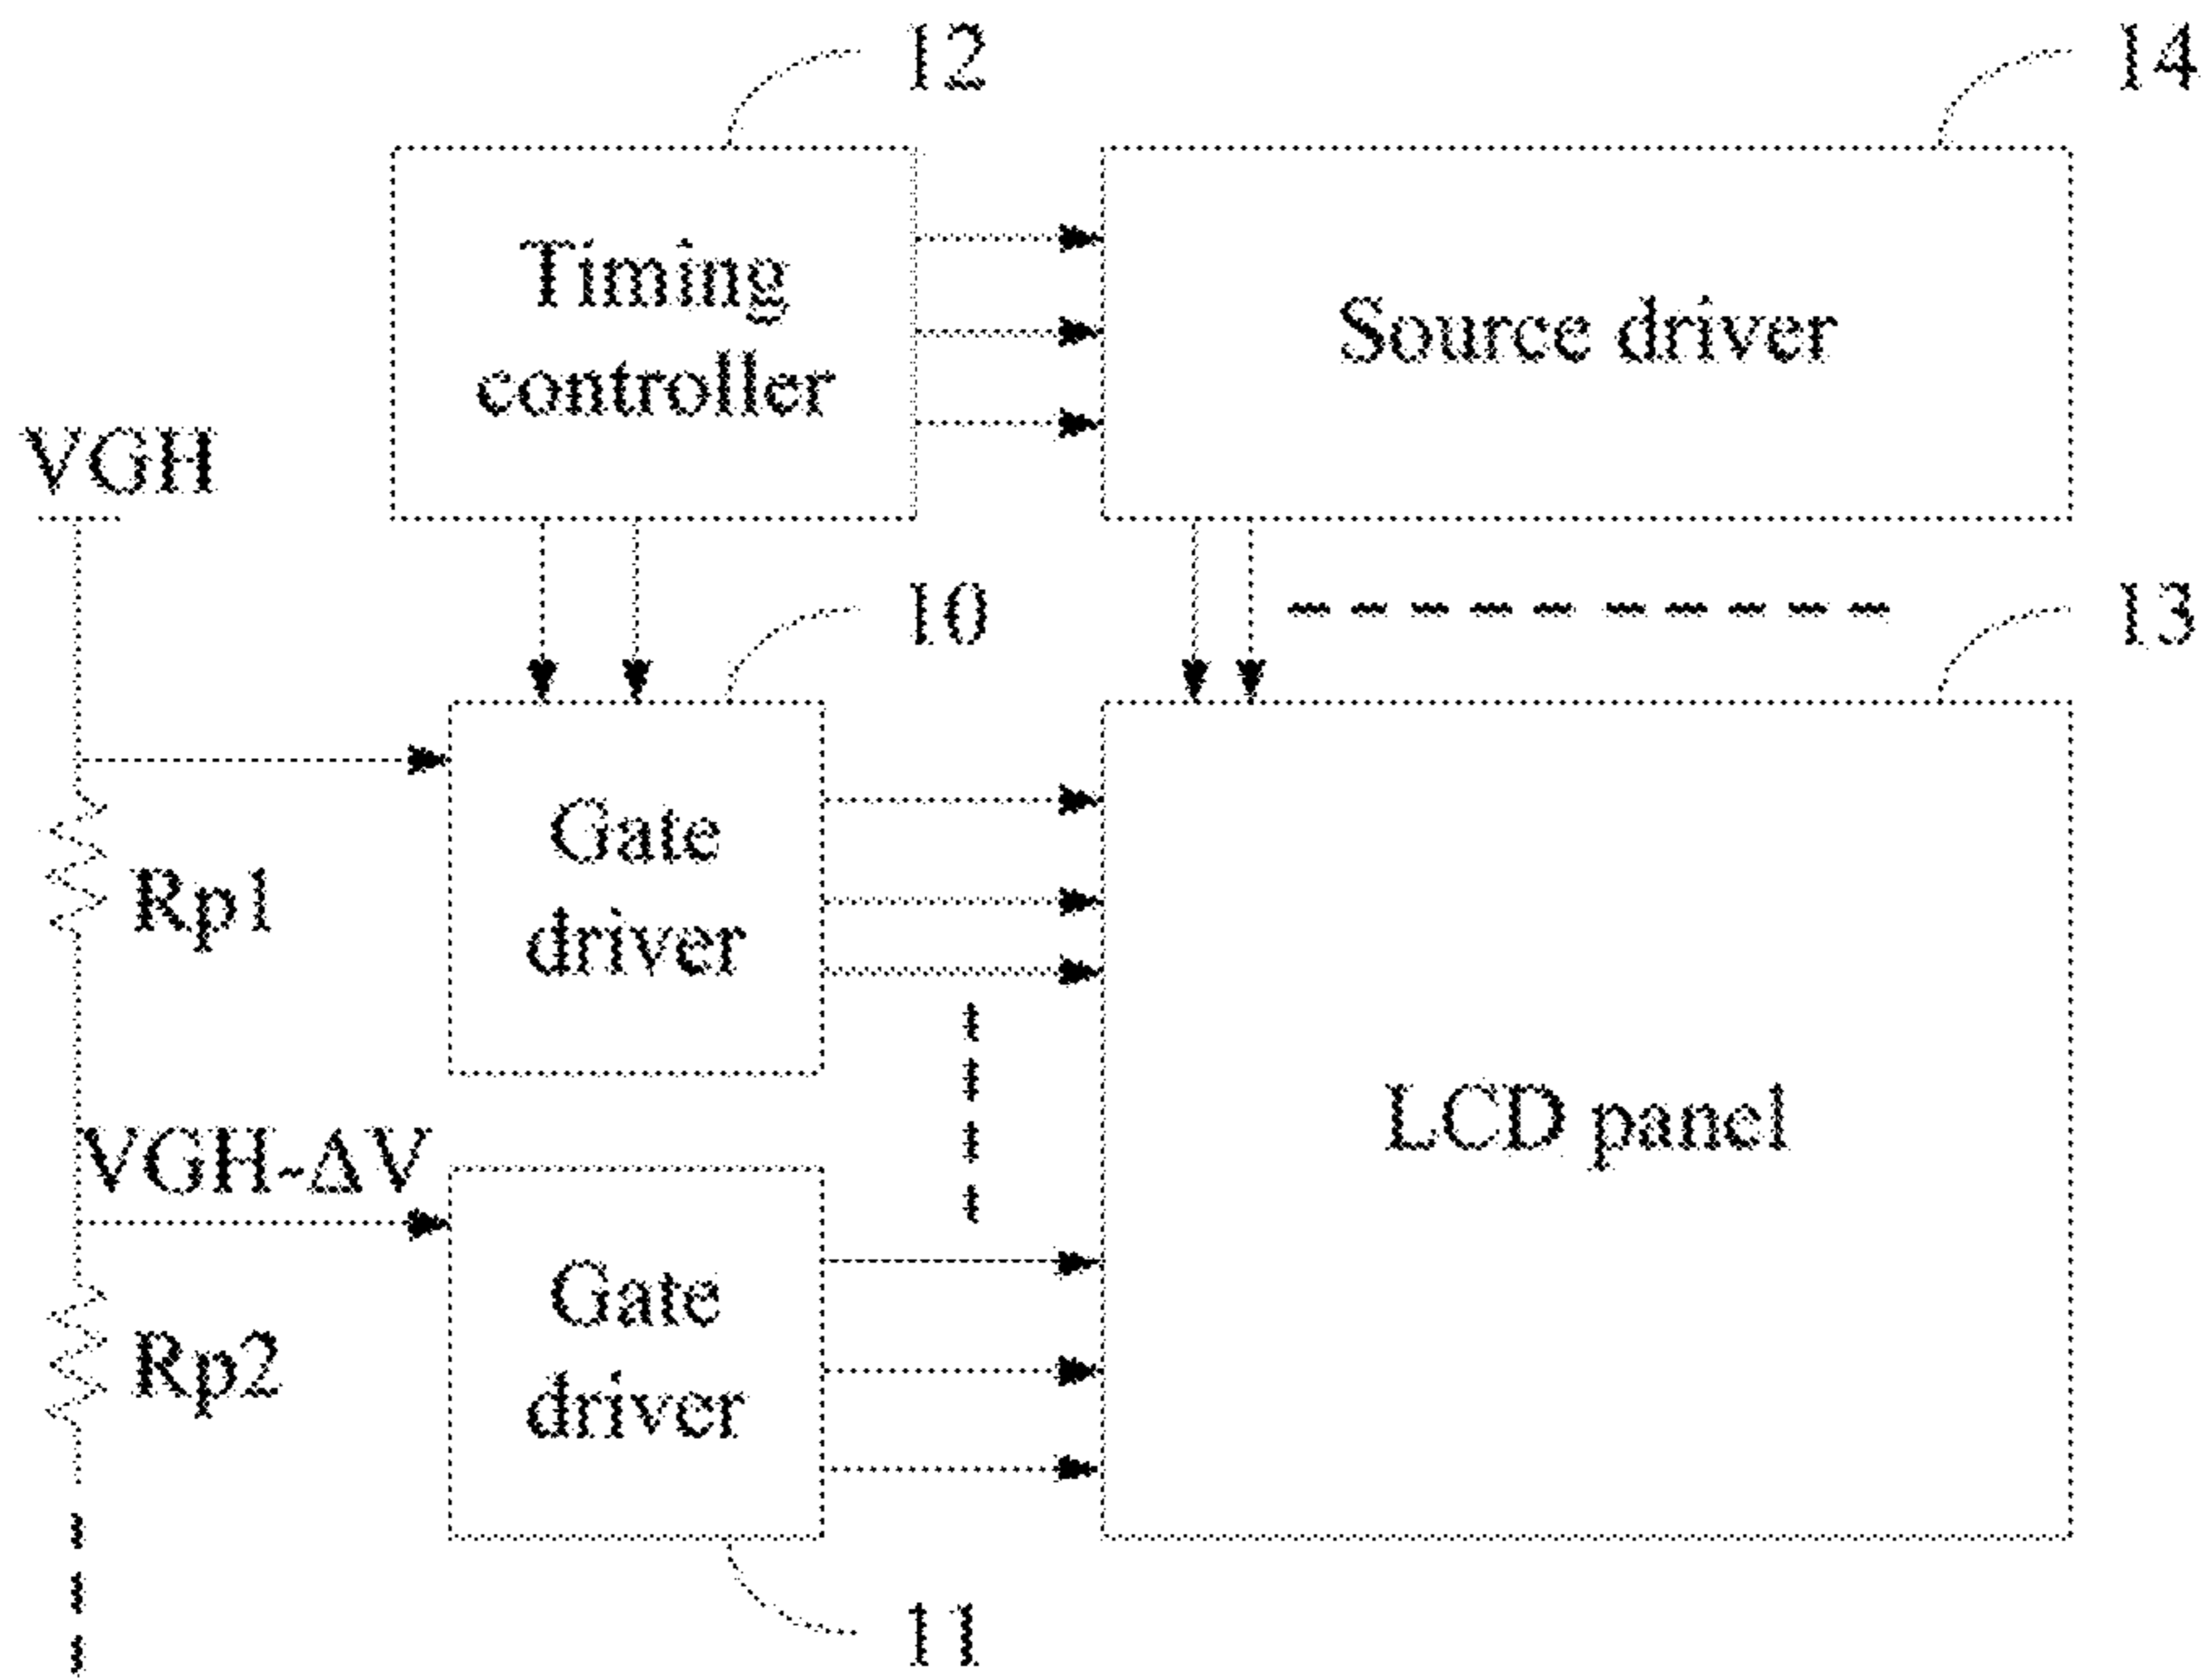 12
14
Timing
controller
Source driver
VGH
10
13
Gate
driver
Rp1
LCD panel
VGH-ΔV
Gate
driver
Rp2
11